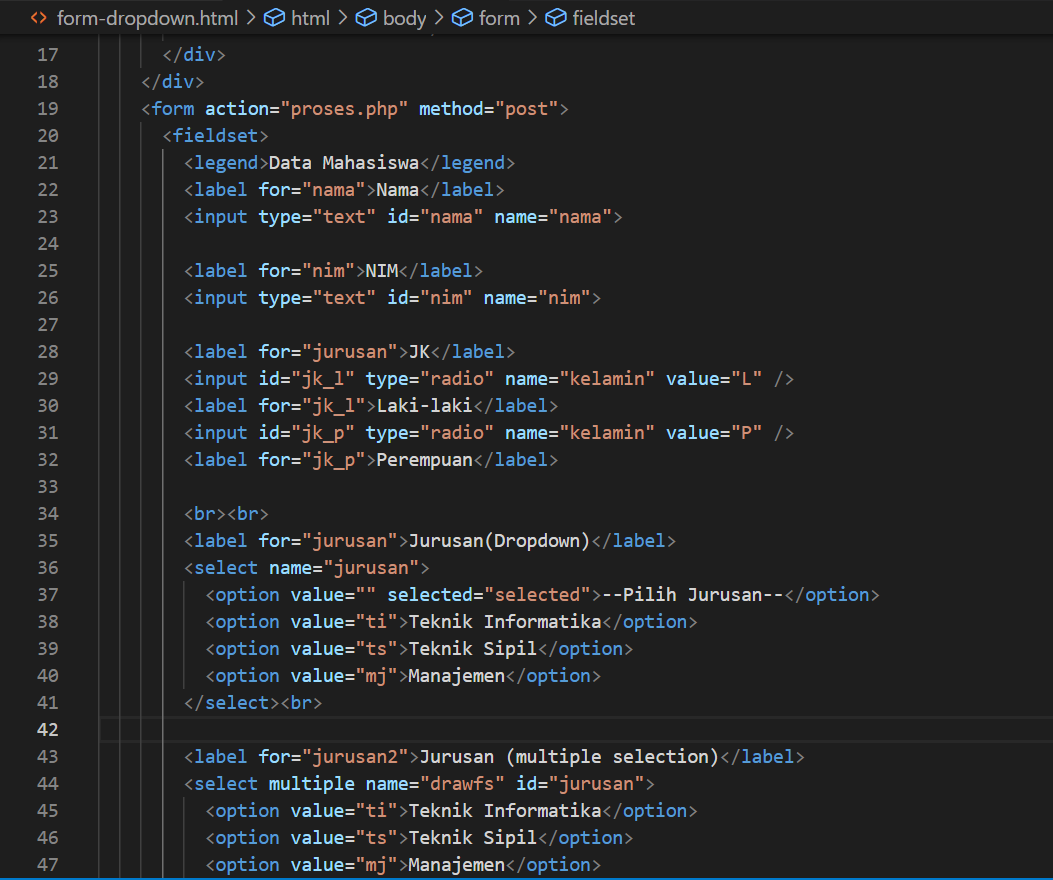 form-dropdown.html > html > body > form > fieldset
17 </div>
18 </div>
19 <form action="proses.php" method="post">
20 <fieldset>
21 <legend>Data Mahasiswa</legend>
22 <label for="nama">Nama</label>
23 <input type="text" id="nama" name="nama">
24
25 <label for="nim">NIM</label>
26 <input type="text" id="nim" name="nim">
27
28 <label for="jurusan">JK</label>
29 <input id="jk_l" type="radio" name="kelamin" value="L" />
30 <label for="jk_l">Laki-laki</label>
31 <input id="jk_p" type="radio" name="kelamin" value="P" />
32 <label for="jk_p">Perempuan</label>
33
34 <br><br>
35 <label for="jurusan">Jurusan(Dropdown)</label>
36 <select name="jurusan">
37 <option value="" selected="selected">--Pilih Jurusan--</option>
38 <option value="ti">Teknik Informatika</option>
39 <option value="ts">Teknik Sipil</option>
40 <option value="mj">Manajemen</option>
41 </select><br>
42
43 <label for="jurusan2">Jurusan (multiple selection)</label>
44 <select multiple name="drawfs" id="jurusan">
45 <option value="ti">Teknik Informatika</option>
46 <option value="ts">Teknik Sipil</option>
47 <option value="mj">Manajemen</option>